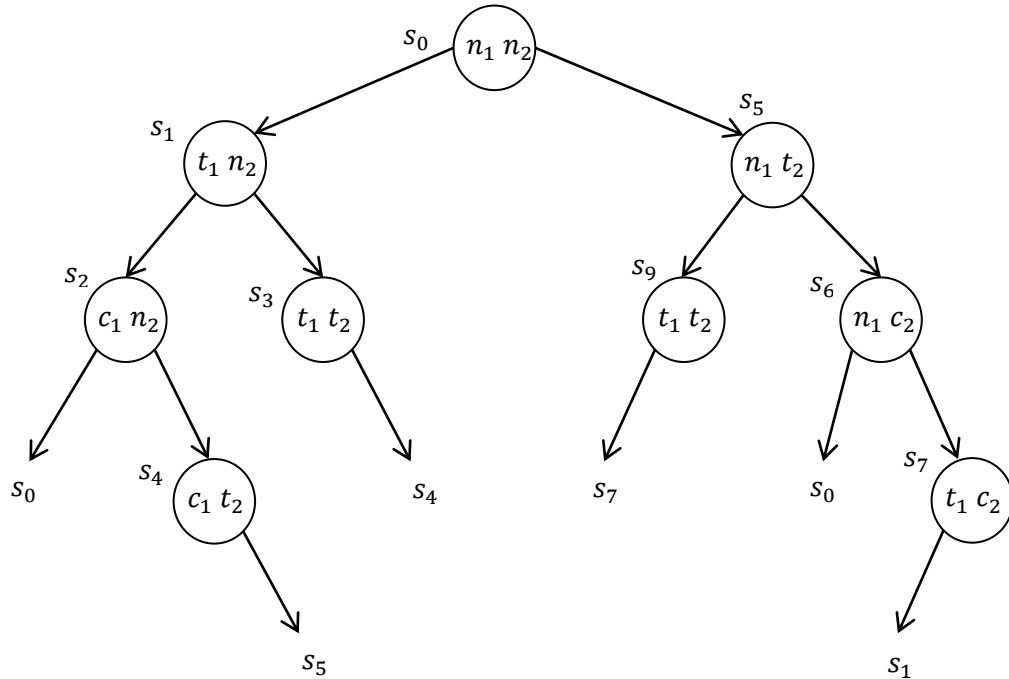 s₀ n₁ n₂
s₅
s₁
t₁ n₂ n₁ t₂
s₂ s₃ s₉ s₆
c₁ n₂ t₁ t₂ t₁ t₂ n₁ c₂
s₄ s₇
s₀ c₁ t₂ s₄ s₇ s₀ t₁ c₂
s₅ s₁